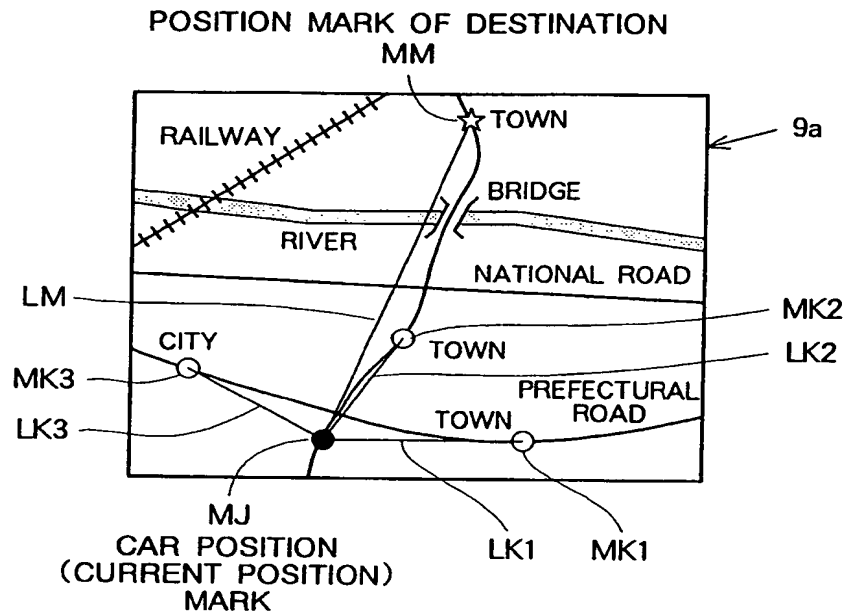 POSITION MARK OF DESTINATION
MM
RAILWAY
TOWN
9a
BRIDGE
RIVER
NATIONAL ROAD
LM
MK2
CITY
TOWN
LK2
MK3
PREFECTURAL
ROAD
TOWN
LK3
MJ
CAR POSITION
(CURRENT POSITION)
MARK
LK1
MK1